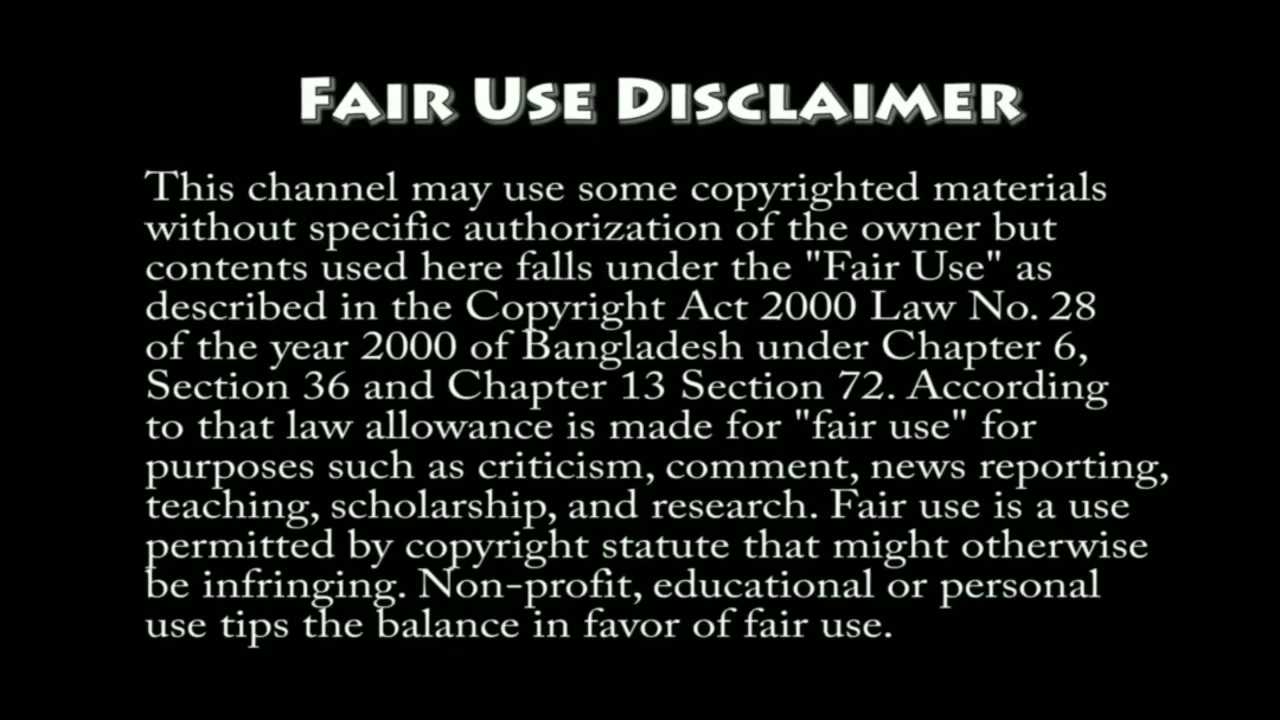 FAIR USE DISCLAIMER
This channel may use some copyrighted materials
without specific authorization of the owner but
contents used here falls under the "Fair Use" as
described in the Copyright Act 2000 Law No. 28
of the year 2000 of Bangladesh under Chapter 6,
Section 36 and Chapter 13 Section 72. According
to that law allowance is made for "fair use" for
purposes such as criticism, comment, news reporting,
teaching, scholarship, and research. Fair use is a use
permitted by copyright statute that might otherwise
be infringing. Non-profit, educational or personal
use tips the balance in favor of fair use.